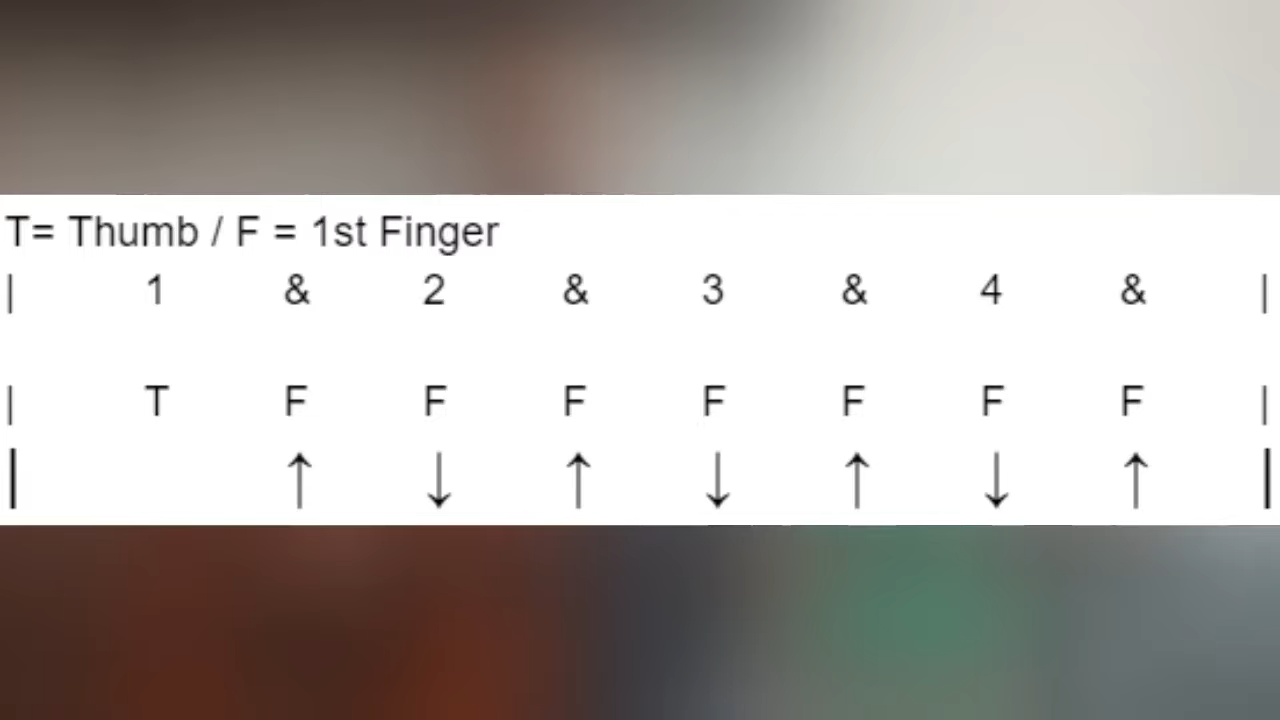 T= Thumb / F = 1st Finger
| 1 & 2 & 3 & 4 & |
| T F F F F F F F |
| ↑ ↓ ↑ ↓ ↑ ↓ ↑ |